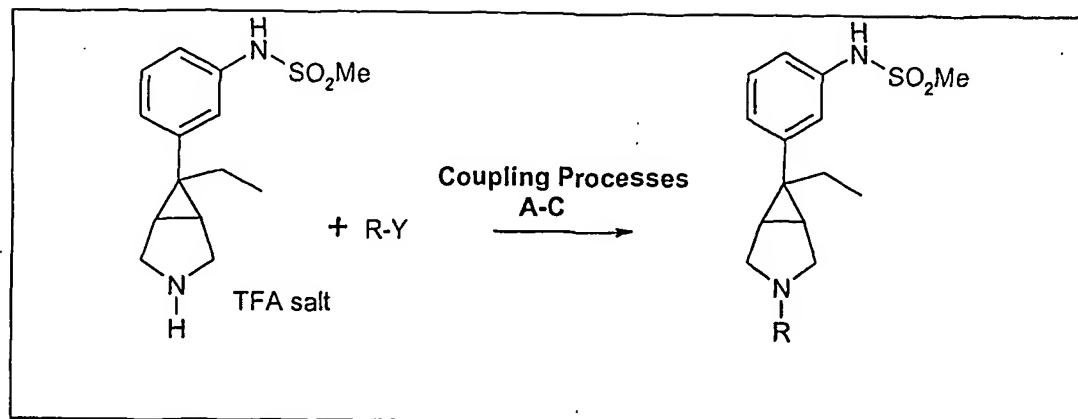 H
N
SO2Me
Coupling Processes
A-C
+ R-Y
N
H
TFA salt
H
N
SO2Me
N
R